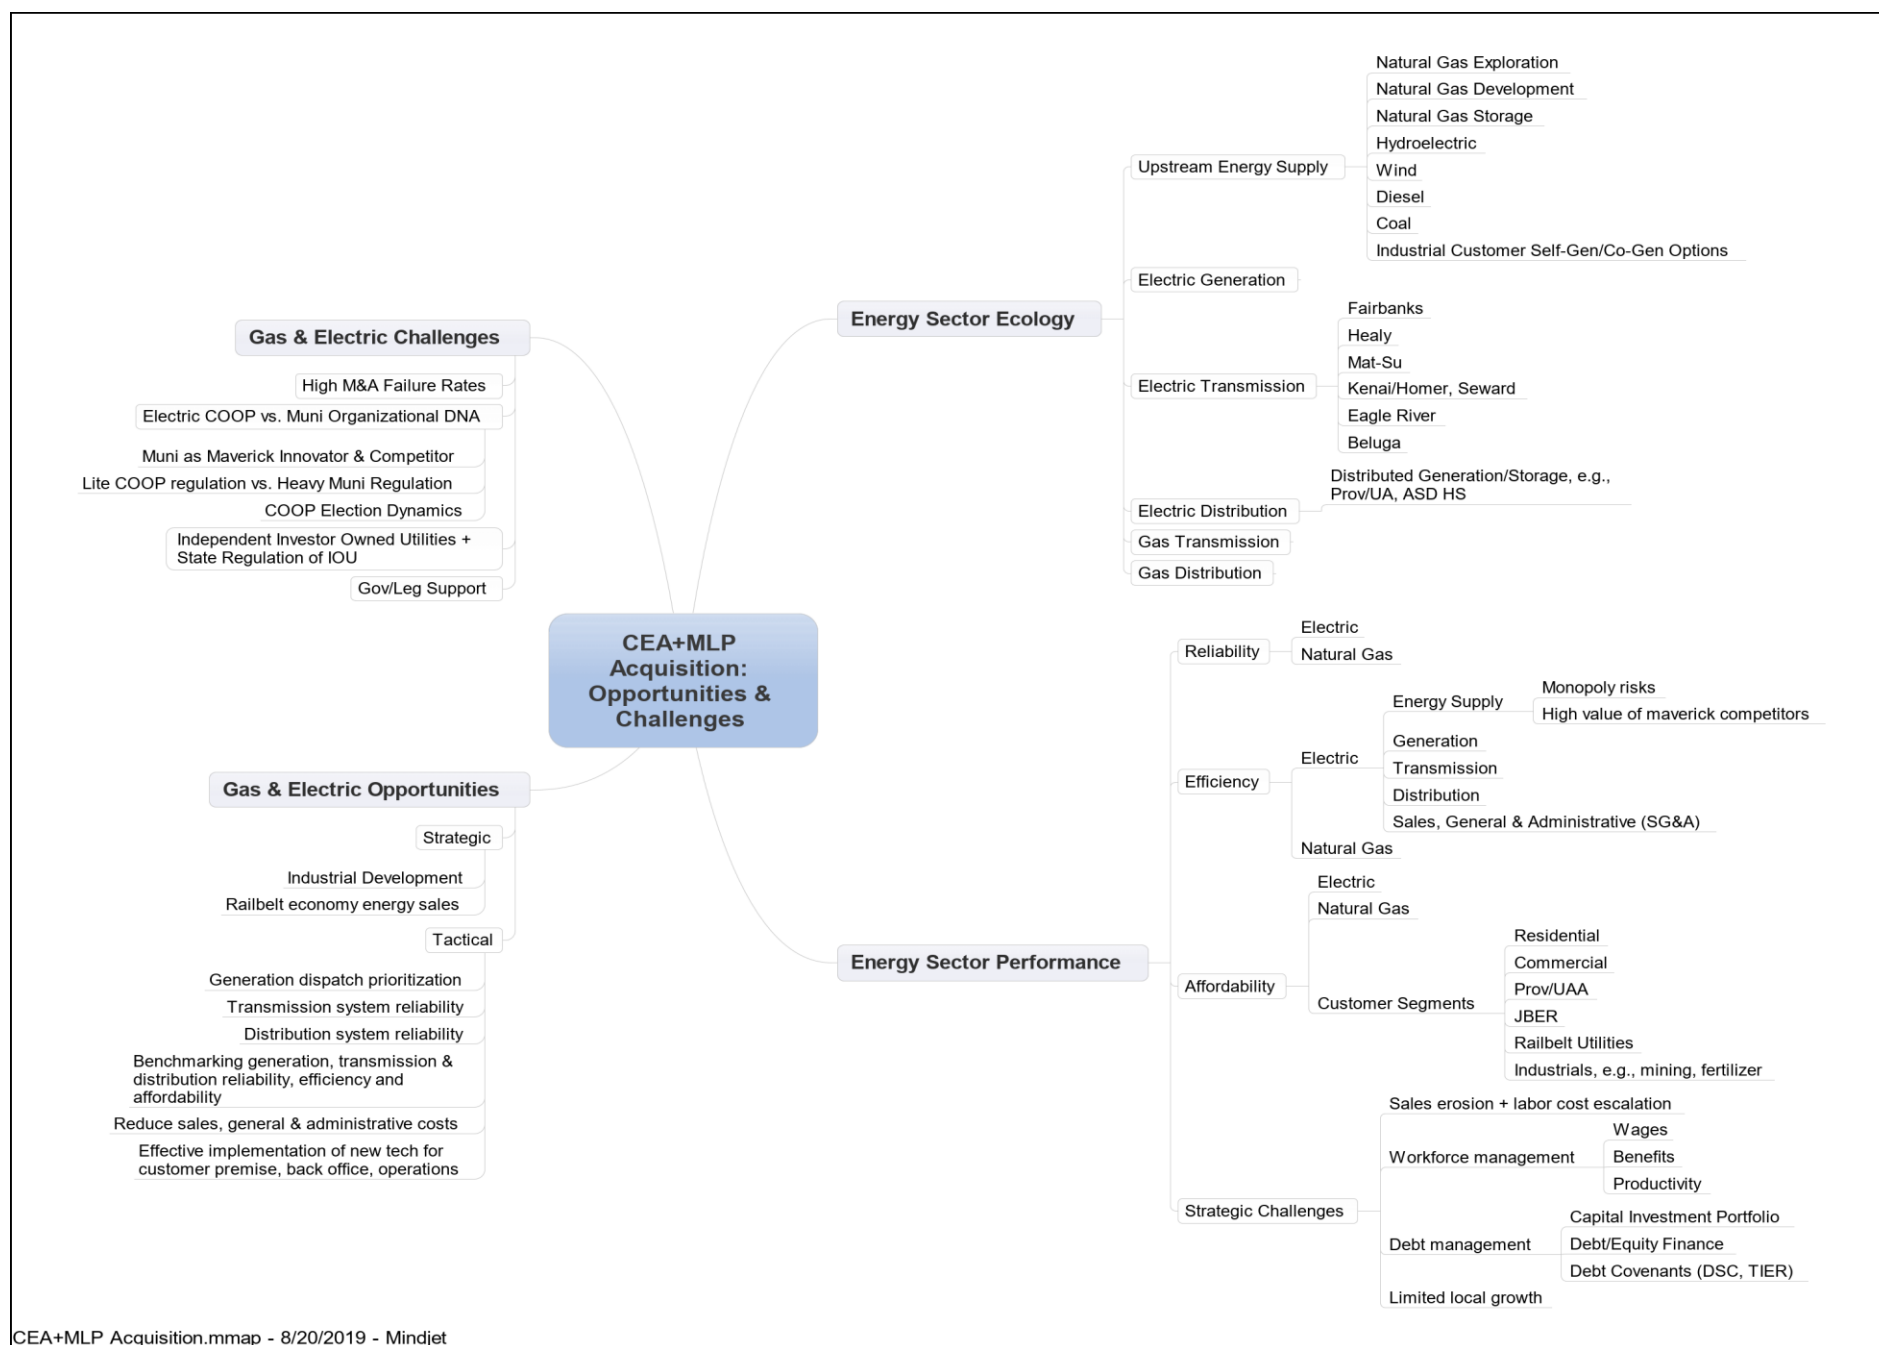 CEA+MLP
Acquisition:
Opportunities &
Challenges
Gas & Electric Challenges
High M&A Failure Rates
Electric COOP vs. Muni Organizational DNA
Muni as Maverick Innovator & Competitor
Lite COOP regulation vs. Heavy Muni Regulation
COOP Election Dynamics
Independent Investor Owned Utilities +
State Regulation of IOU
Gov/Leg Support
Gas & Electric Opportunities
Strategic
Industrial Development
Railbelt economy energy sales
Tactical
Generation dispatch prioritization
Transmission system reliability
Distribution system reliability
Benchmarking generation, transmission &
distribution reliability, efficiency and
affordability
Reduce sales, general & administrative costs
Effective implementation of new tech for
customer premise, back office, operations
Energy Sector Ecology
Upstream Energy Supply
Natural Gas Exploration
Natural Gas Development
Natural Gas Storage
Hydroelectric
Wind
Diesel
Coal
Industrial Customer Self-Gen/Co-Gen Options
Electric Generation
Electric Transmission
Fairbanks
Healy
Mat-Su
Kenai/Homer, Seward
Eagle River
Beluga
Electric Distribution
Distributed Generation/Storage, e.g.,
Prov/UA, ASD HS
Gas Transmission
Gas Distribution
Energy Sector Performance
Reliability
Electric
Natural Gas
Efficiency
Electric
Energy Supply
Monopoly risks
High value of maverick competitors
Generation
Transmission
Distribution
Sales, General & Administrative (SG&A)
Natural Gas
Affordability
Electric
Natural Gas
Customer Segments
Residential
Commercial
Prov/UAA
JBER
Railbelt Utilities
Industrials, e.g., mining, fertilizer
Strategic Challenges
Sales erosion + labor cost escalation
Workforce management
Wages
Benefits
Productivity
Debt management
Capital Investment Portfolio
Debt/Equity Finance
Debt Covenants (DSC, TIER)
Limited local growth
CEA+MLP Acquisition.mmap - 8/20/2019 - Mindjet